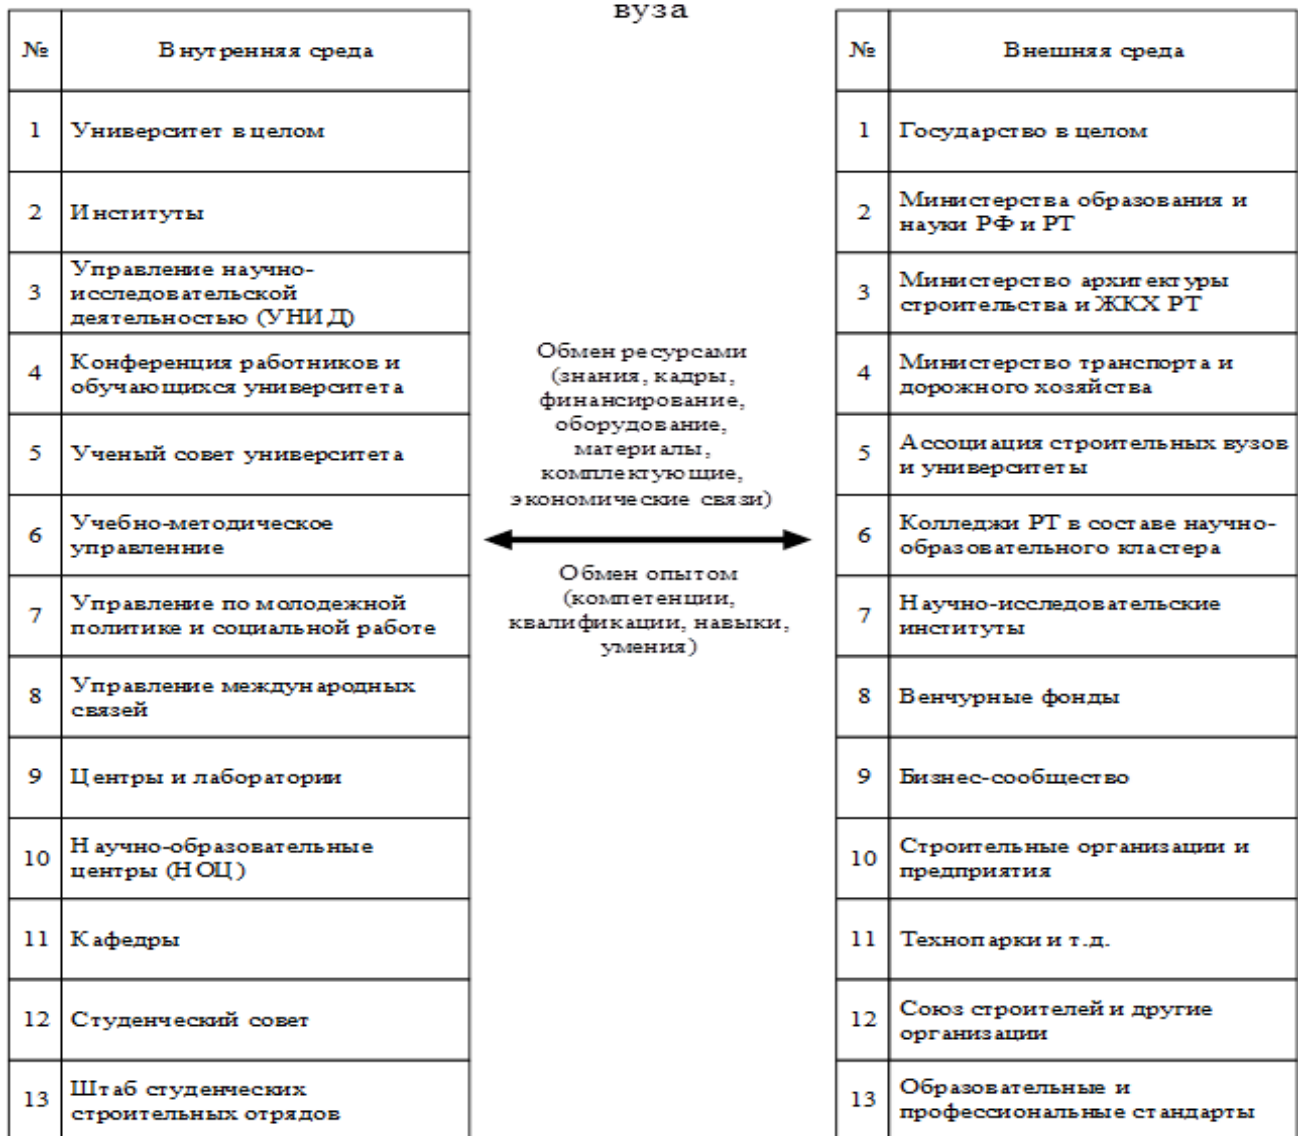 вуза
№
Внутренняя среда
1
Университет в целом
2
Институты
3
Управление научно-
исследовательской
деятельностью (УНИД)
4
Конференция работников и
обучающихся университета
5
Ученый совет университета
6
Учебно-методическое
управленние
7
Управление по молодежной
политике и социальной работе
8
Управление международных
связей
9
Центры и лаборатории
10
Научно-образовательные
центры (НОЦ)
11
Кафедры
12
Студенческий совет
13
Штаб студенческих
строительных отрядов
Обмен ресурсами
(знания, кадры,
финансирование,
оборудование,
материалы,
комплектующие,
экономические связи)
Обмен опытом
(компетенции,
квалификации, навыки,
умения)
№
Внешняя среда
1
Государство в целом
2
Министерства образования и
науки РФ и РТ
3
Министерство архитектуры
строительства и ЖКХ РТ
4
Министерство транспорта и
дорожного хозяйства
5
Ассоциация строительных вузов
и университеты
6
Колледжи РТ в составе научно-
образовательного кластера
7
Научно-исследовательские
институты
8
Венчурные фонды
9
Бизнес-сообщество
10
Строительные организации и
предприятия
11
Технопарки и т.д.
12
Союз строителей и другие
организации
13
Образовательные и
профессиональные стандарты